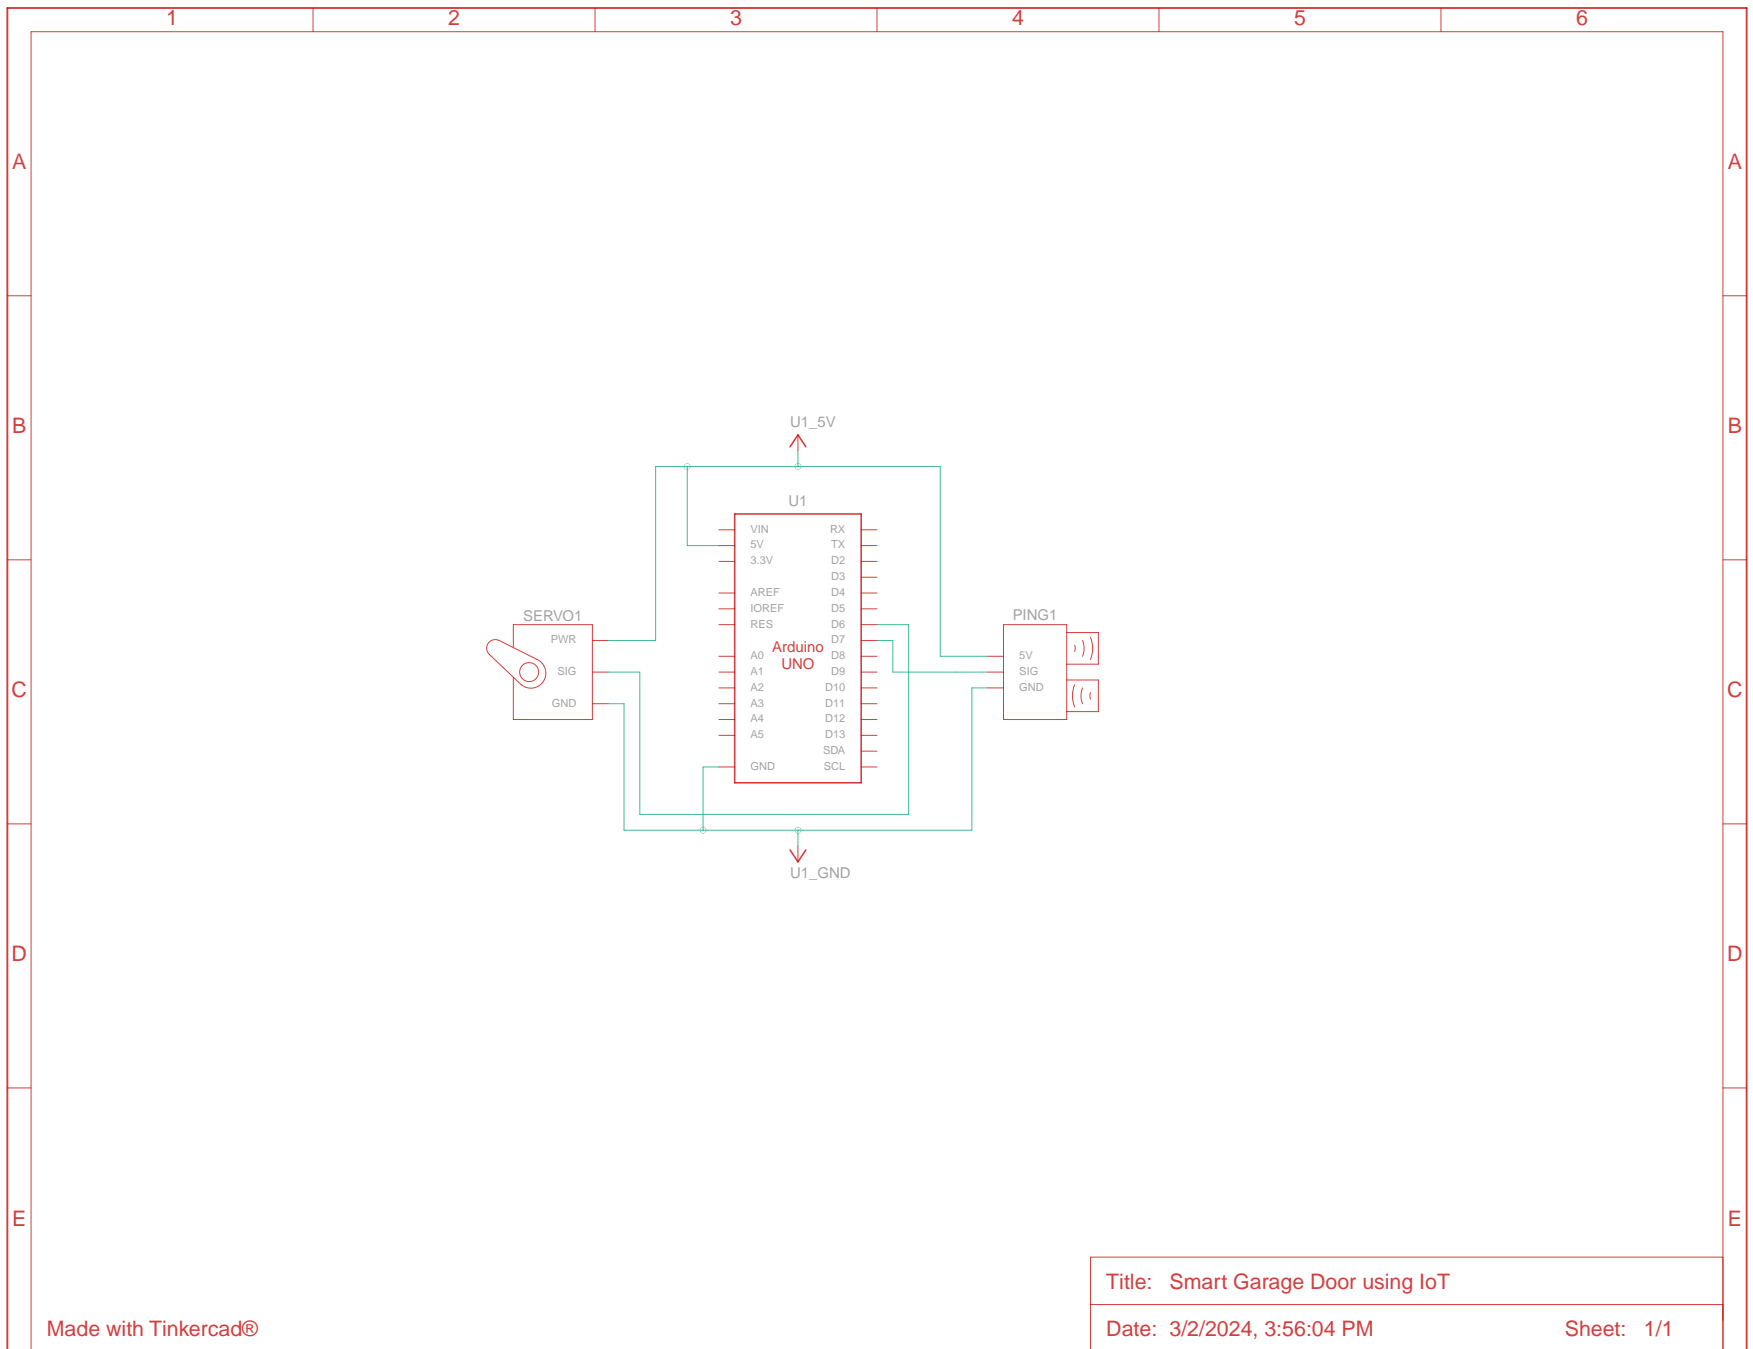 1 2 3 4 5 6
A A
B B
U1_5V
U1
VIN RX
5V TX
3.3V D2
D3
AREF D4
IOREF D5
RES D6
D7
A0 D8
A1 D9
A2 D10
A3 D11
A4 D12
A5 D13
SDA
GND SCL
Arduino
UNO
SERVO1
PWR
SIG
GND
PING1
5V
SIG
GND
C C
U1_GND
D D
E E
Title: Smart Garage Door using IoT
Made with Tinkercad®
Date: 3/2/2024, 3:56:04 PM Sheet: 1/1